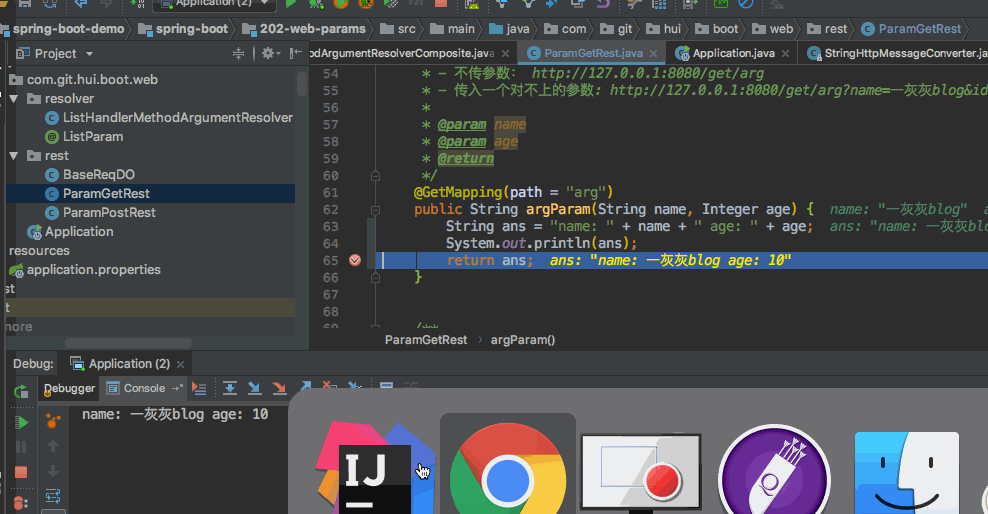 Application (2)
spring-boot-demo spring-boot 202-web-params src main java com git hui boot web rest ParamGetRest
Project
odArgumentResolverComposite.java ParamGetRest.java Application.java StringHttpMessageConverter.ja
com.git.hui.boot.web
resolver
ListHandlerMethodArgumentResolver
ListParam
rest
BaseReqDO
ParamGetRest
ParamPostRest
Application
resources
application.properties
st
t
more
54 * - 不传参数: http://127.0.0.1:8080/get/arg
55 * - 传入一个对不上的参数: http://127.0.0.1:8080/get/arg?name=一灰灰blog&id
56 *
57 * @param name
58 * @param age
59 * @return
60 */
61 @GetMapping(path = "arg")
62 public String argParam(String name, Integer age) { name: "一灰灰blog" a
63 String ans = "name: " + name + " age: " + age; ans: "name: 一灰灰blo
64 System.out.println(ans);
65 return ans; ans: "name: 一灰灰blog age: 10"
66 }
67
68
69 /**
ParamGetRest argParam()
Debug: Application (2)
Debugger Console
name: 一灰灰blog age: 10
IJ